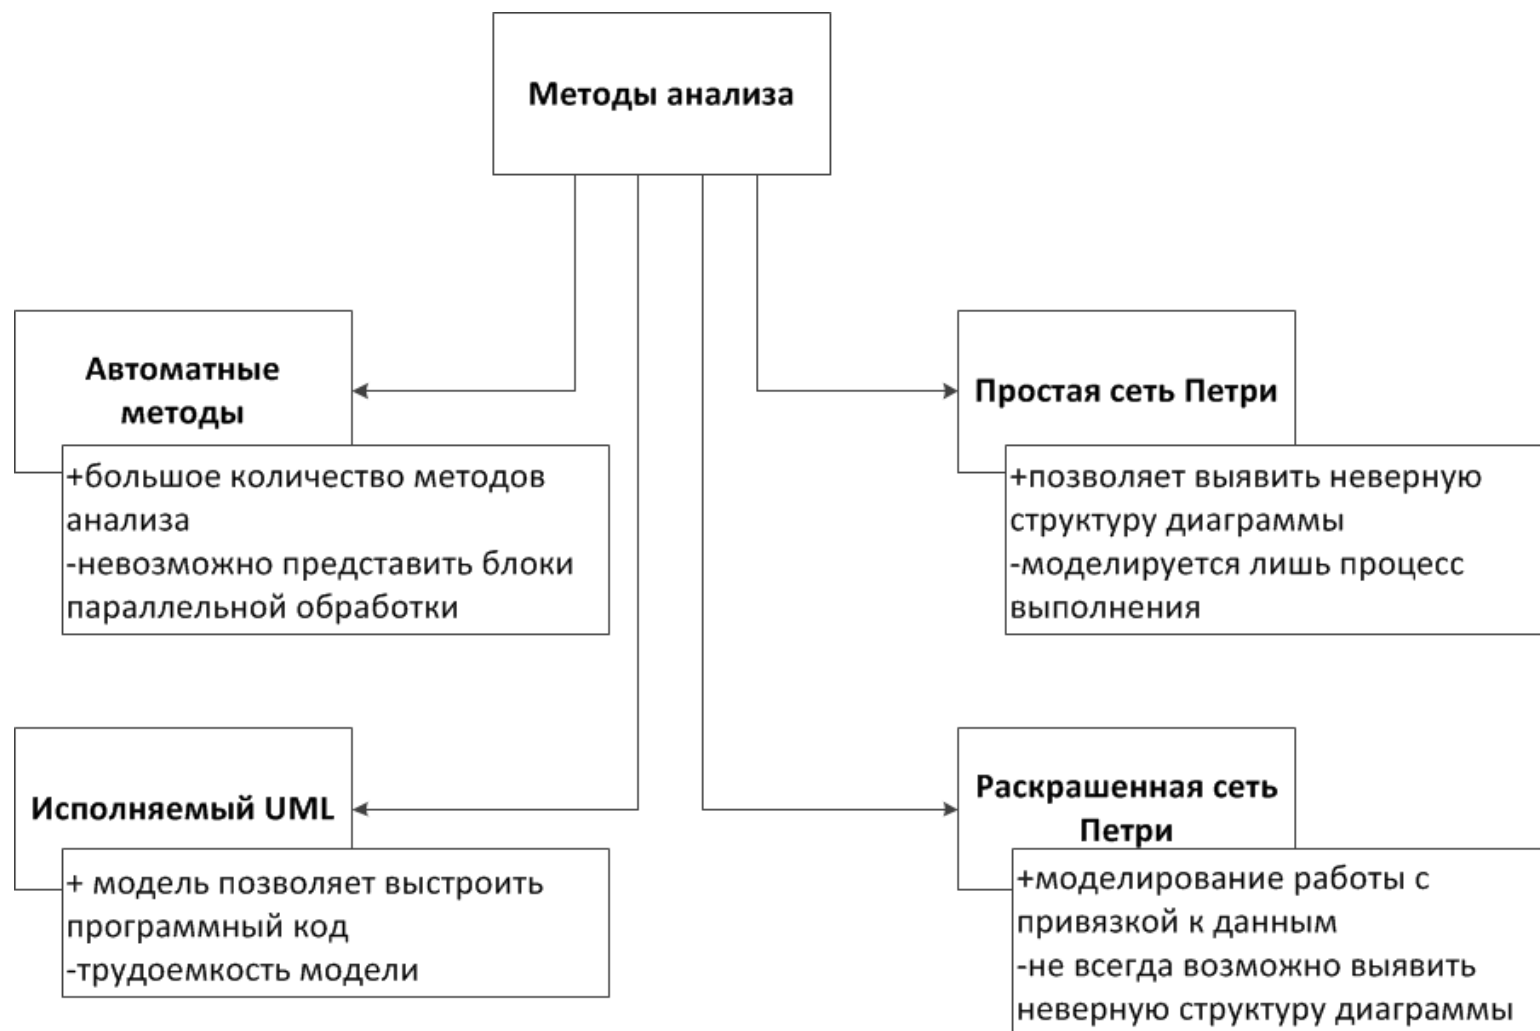 Методы анализа
Автоматные
методы
+большое количество методов
анализа
-невозможно представить блоки
параллельной обработки
Простая сеть Петри
+позволяет выявить неверную
структуру диаграммы
-моделируется лишь процесс
выполнения
Исполняемый UML
+ модель позволяет выстроить
программный код
-трудоемкость модели
Раскрашенная сеть
Петри
+моделирование работы с
привязкой к данным
-не всегда возможно выявить
неверную структуру диаграммы